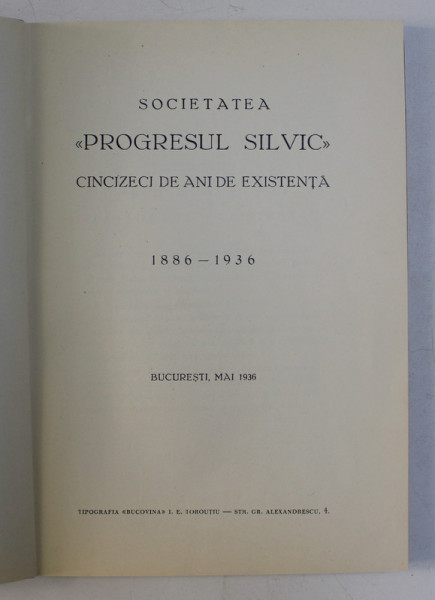 SOCIETATEA
«PROGRESUL SILVIC»
CINCIZECI DE ANI DE EXISTENȚĂ
1886 – 1936
BUCUREȘTI, MAI 1936
TIPOGRAFIA «BUCOVINA» I. E. TOROUȚIU — STR. GR. ALEXANDRESCU, 4.